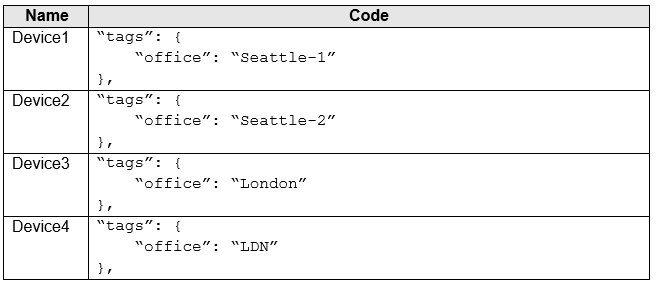 Name Code
Device1 “tags”: {
“office”: “Seattle-1”
},
Device2 “tags”: {
“office”: “Seattle-2”
},
Device3 “tags”: {
“office”: “London”
},
Device4 “tags”: {
“office”: “LDN”
},